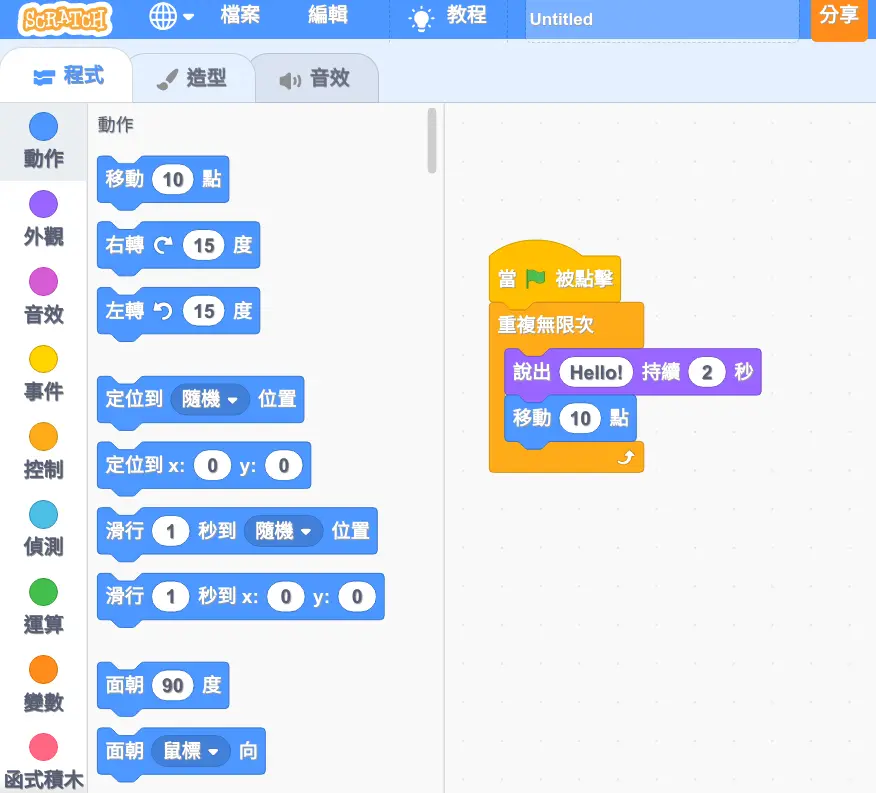 SCRATCH 檔案 編輯 教程 Untitled 分享
程式 造型 音效
動作
外觀
音效
事件
控制
偵測
運算
變數
函式積木
動作
移動 10 點
右轉 15 度
左轉 15 度
定位到 隨機 位置
定位到 x: 0 y: 0
滑行 1 秒到 隨機 位置
滑行 1 秒到 x: 0 y: 0
面朝 90 度
面朝 鼠標 向
當 被點擊
重複無限次
說出 Hello! 持續 2 秒
移動 10 點